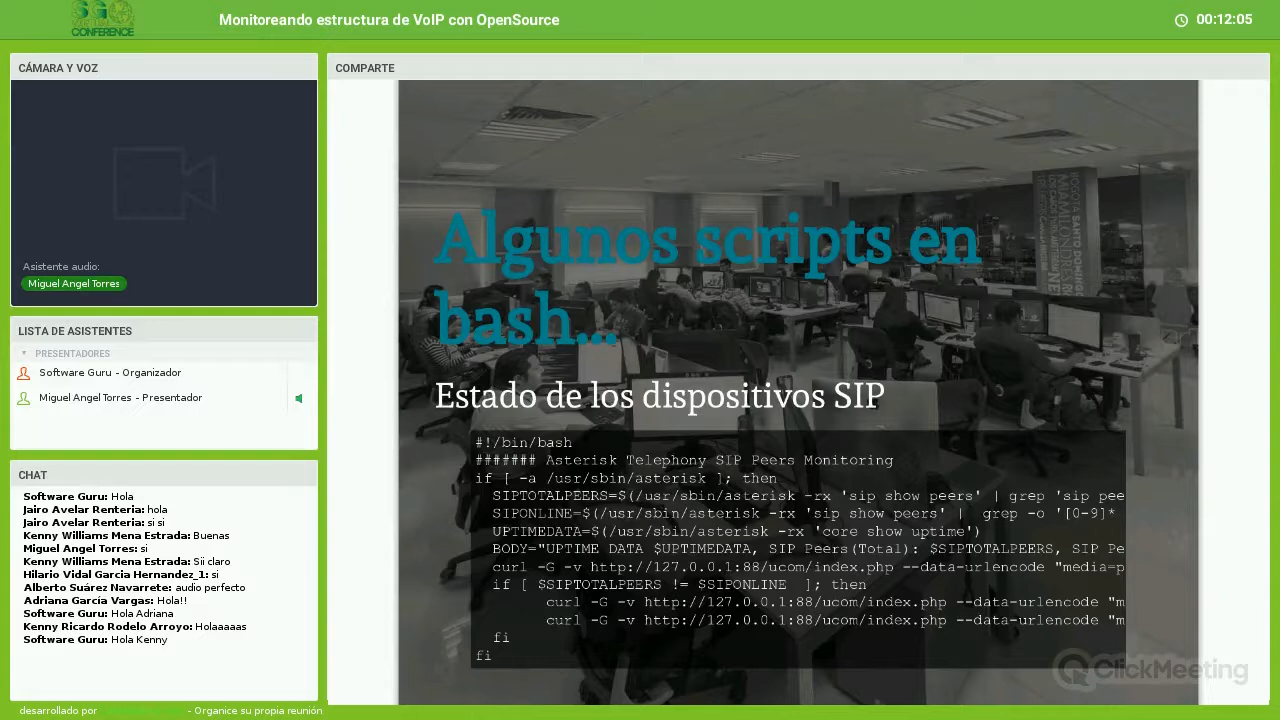 SG
VIRTUAL
CONFERENCE
Monitoreando estructura de VoIP con OpenSource
00:12:05
CÁMARA Y VOZ
Asistente audio:
Miguel Angel Torres
LISTA DE ASISTENTES
PRESENTADORES
Software Guru - Organizador
Miguel Angel Torres - Presentador
CHAT
Software Guru: Hola
Jairo Avelar Renteria: hola
Jairo Avelar Renteria: si si
Kenny Williams Mena Estrada: Buenas
Miguel Angel Torres: si
Kenny Williams Mena Estrada: Sii claro
Hilario Vidal Garcia Hernandez_1: si
Alberto Suárez Navarrete: audio perfecto
Adriana García Vargas: Hola!!
Software Guru: Hola Adriana
Kenny Ricardo Rodelo Arroyo: Holaaaaas
Software Guru: Hola Kenny
desarrollado por - Organice su propia reunión
COMPARTE
BOGOTA SANTO DOMINGO
Algunos scripts en
bash...
Estado de los dispositivos SIP
#!/bin/bash
####### Asterisk Telephony SIP Peers Monitoring
if [ -a /usr/sbin/asterisk ]; then
SIPTOTALPEERS=$(/usr/sbin/asterisk -rx 'sip show peers' | grep 'sip pee
SIPONLINE=$(/usr/sbin/asterisk -rx 'sip show peers' | grep -o '[0-9]*
UPTIMEDATA=$(/usr/sbin/asterisk -rx 'core show uptime')
BODY="UPTIME DATA $UPTIMEDATA, SIP Peers(Total): $SIPTOTALPEERS, SIP Pe
curl -G -v http://127.0.0.1:88/ucom/index.php --data-urlencode "media=p
if [ $SIPTOTALPEERS != $SIPONLINE ]; then
curl -G -v http://127.0.0.1:88/ucom/index.php --data-urlencode "m
curl -G -v http://127.0.0.1:88/ucom/index.php --data-urlencode "m
fi
fi
ClickMeeting